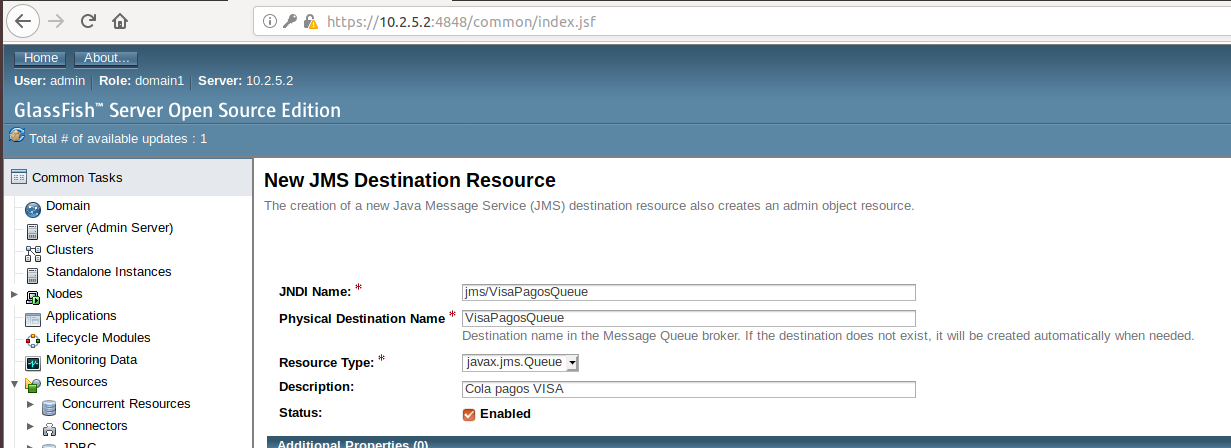 https://10.2.5.2:4848/common/index.jsf
Home About...
User: admin Role: domain1 Server: 10.2.5.2
GlassFish™ Server Open Source Edition
Total # of available updates : 1
Common Tasks
Domain
server (Admin Server)
Clusters
Standalone Instances
Nodes
Applications
Lifecycle Modules
Monitoring Data
Resources
Concurrent Resources
Connectors
JDBC
New JMS Destination Resource
The creation of a new Java Message Service (JMS) destination resource also creates an admin object resource.
JNDI Name: * jms/VisaPagosQueue
Physical Destination Name * VisaPagosQueue
Destination name in the Message Queue broker. If the destination does not exist, it will be created automatically when needed.
Resource Type: * javax.jms.Queue
Description: Cola pagos VISA
Status: Enabled
Additional Properties (0)